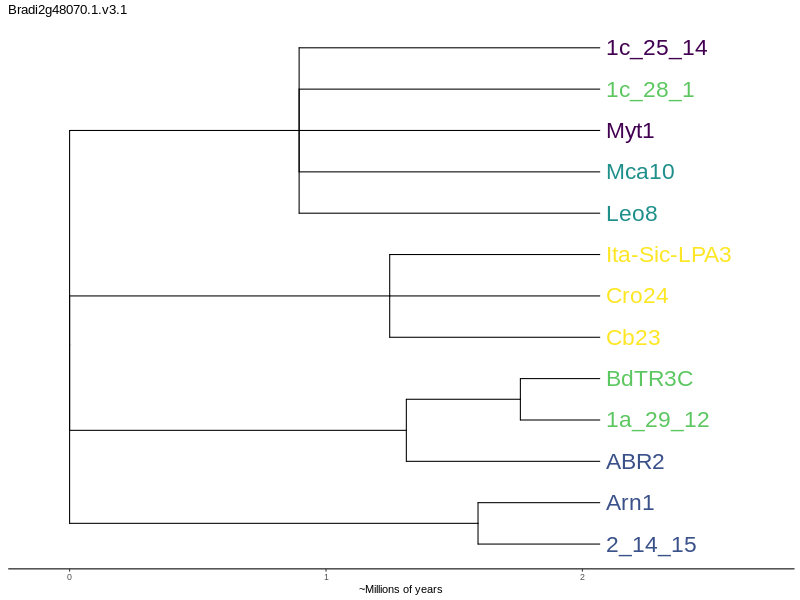 Bradi2g48070.1.v3.1
1c_25_14
1c_28_1
Myt1
Mca10
Leo8
Ita-Sic-LPA3
Cro24
Cb23
BdTR3C
1a_29_12
ABR2
Arn1
2_14_15
0 1 2
~Millions of years